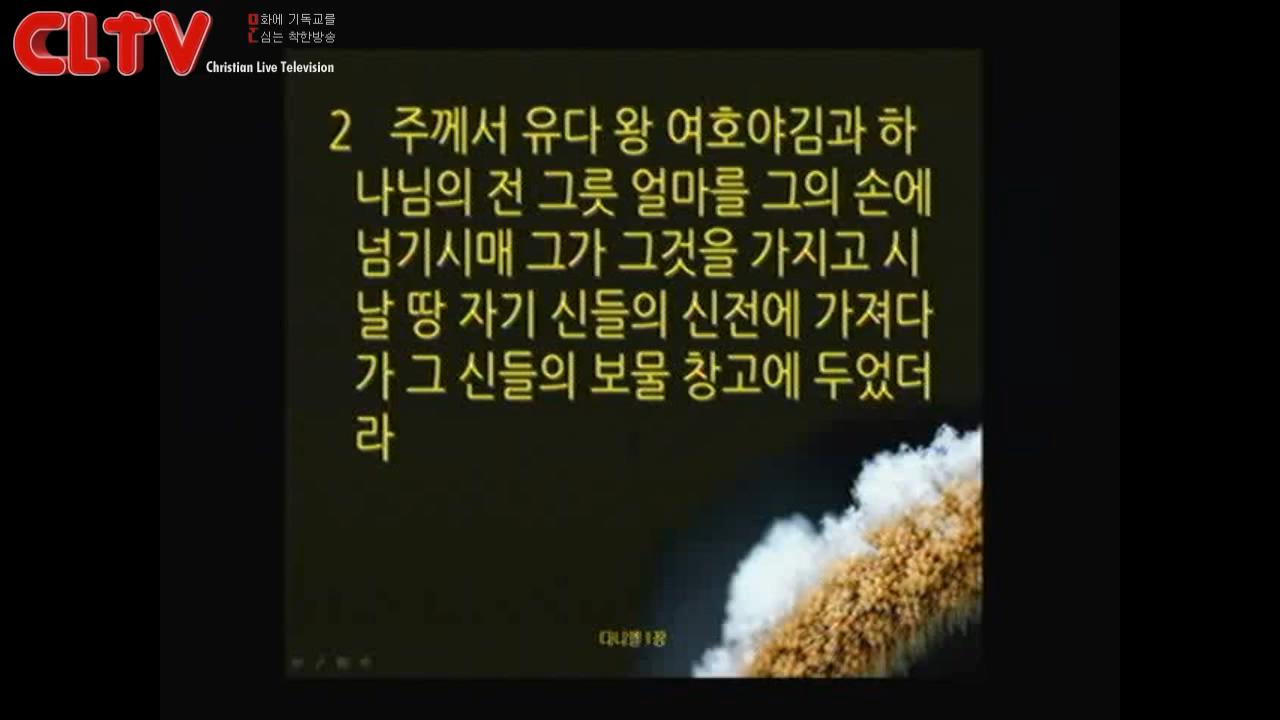 CLTV
문화에 기독교를
심는 착한방송
Christian Live Television
2 주께서 유다 왕 여호야김과 하
나님의 전 그릇 얼마를 그의 손에
넘기시매 그가 그것을 가지고 시
날 땅 자기 신들의 신전에 가져다
가 그 신들의 보물 창고에 두었더
라
다니엘 1장